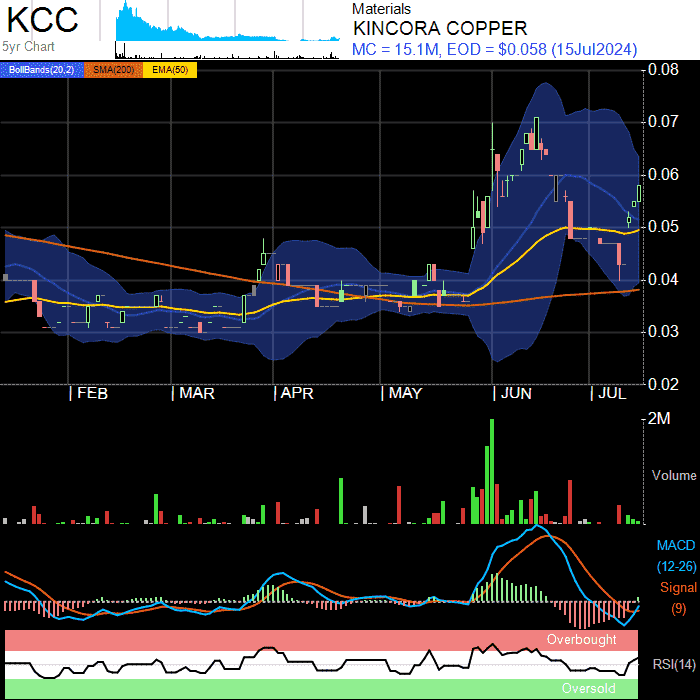 KCC
5yr Chart
Materials
KINCORA COPPER
MC = 15.1M, EOD = $0.058 (15Jul2024)
BollBands(20,2) SMA(200) EMA(50)
0.08
0.07
0.06
0.05
0.04
0.03
0.02
FEB MAR APR MAY JUN JUL
2M
Volume
MACD
(12-26)
Signal
(9)
Overbought
RSI(14)
Oversold